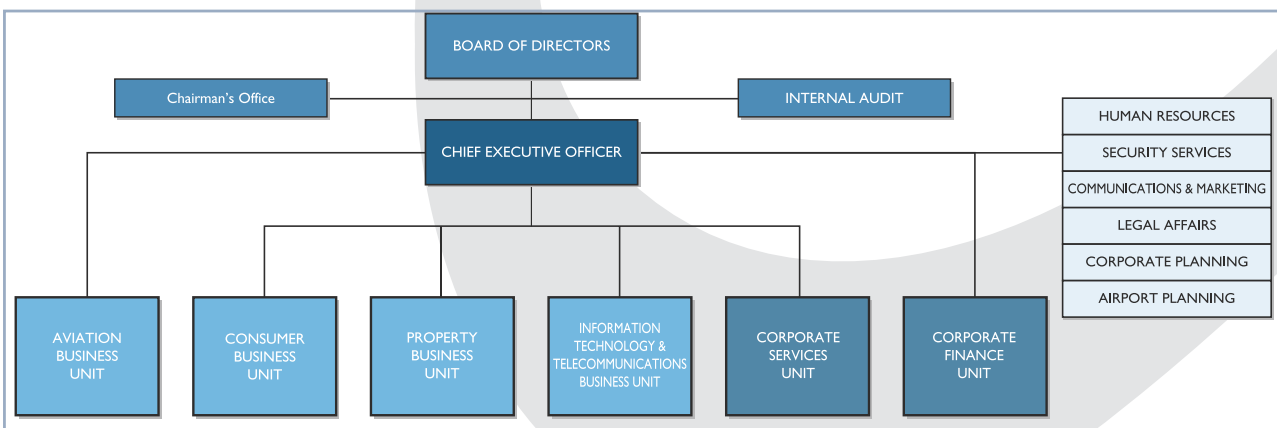 BOARD OF DIRECTORS
Chairman's Office
INTERNAL AUDIT
CHIEF EXECUTIVE OFFICER
HUMAN RESOURCES
SECURITY SERVICES
COMMUNICATIONS & MARKETING
LEGAL AFFAIRS
CORPORATE PLANNING
AIRPORT PLANNING
AVIATION
BUSINESS
UNIT
CONSUMER
BUSINESS
UNIT
PROPERTY
BUSINESS
UNIT
INFORMATION
TECHNOLOGY &
TELECOMMUNICATIONS
BUSINESS UNIT
CORPORATE
SERVICES
UNIT
CORPORATE
FINANCE
UNIT